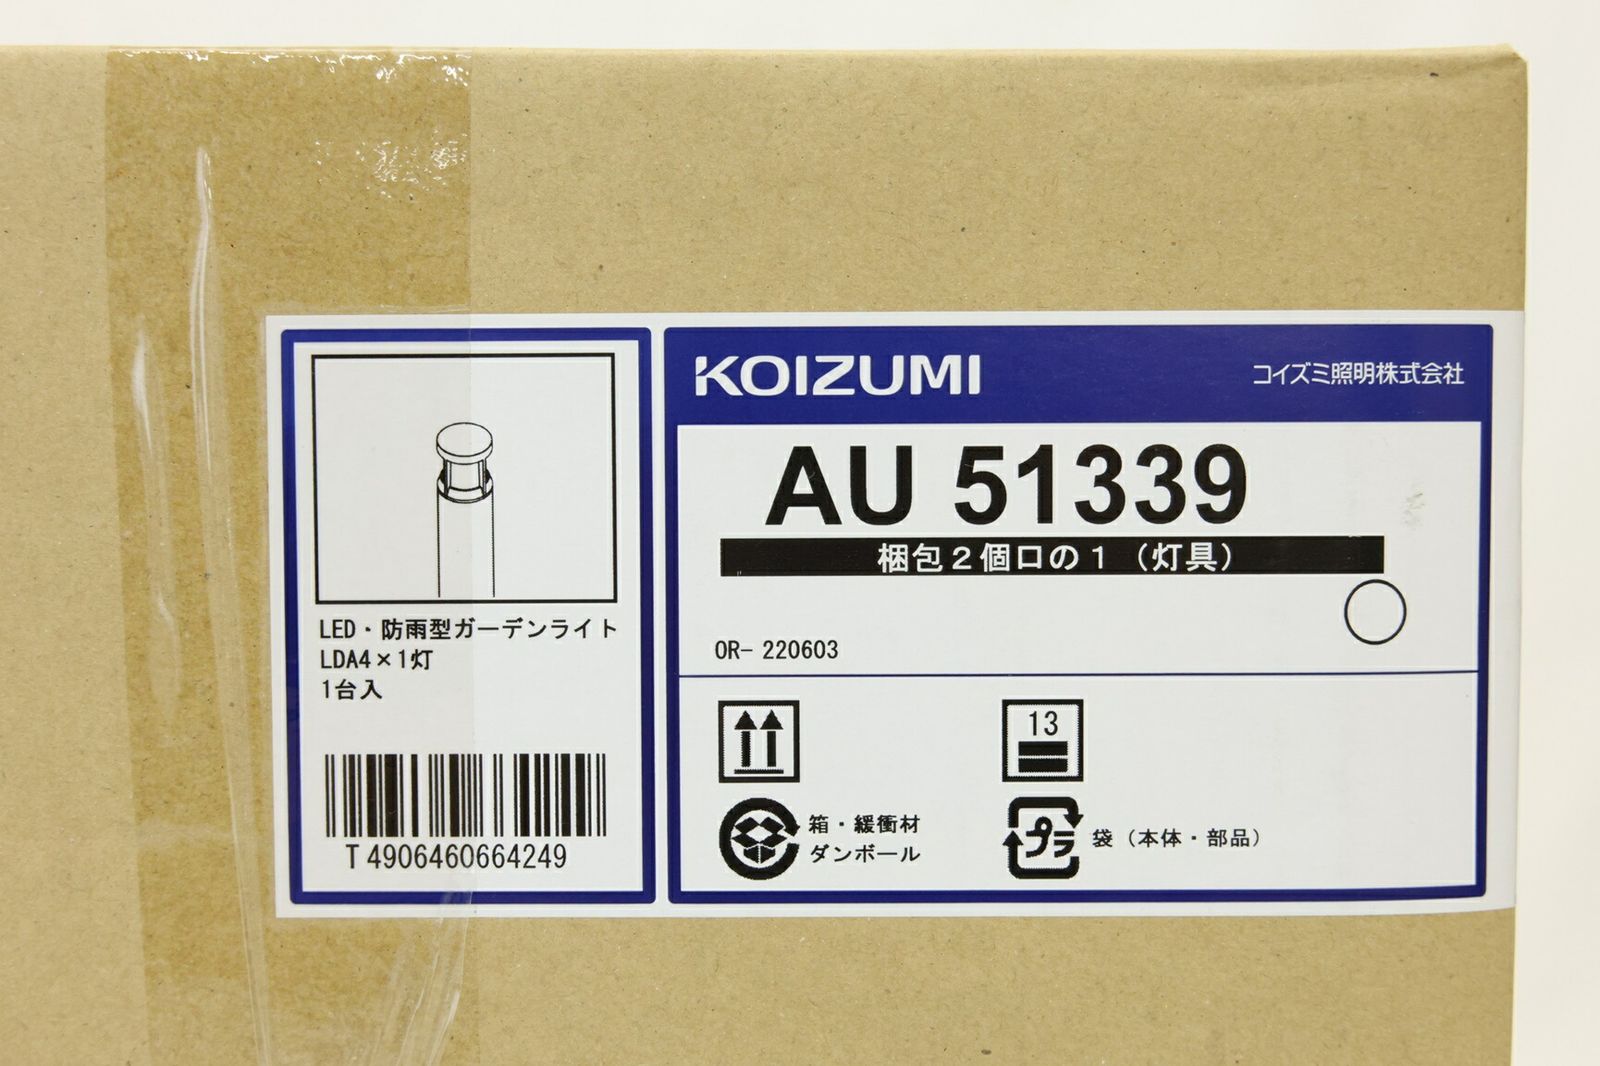 KOIZUMI
コイズミ照明株式会社
AU 51339
梱包2個口の1（灯具）
OR- 220603
LED・防雨型ガーデンライト
LDA4×1灯
1台入
T 4906460664249
13
箱・緩衝材
ダンボール
プラ
袋（本体・部品）